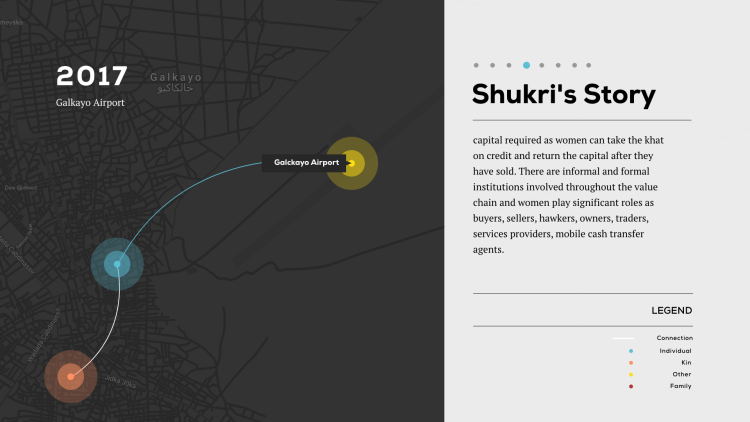 2017
Galkayo Airport
Galkayo
جالكاكيو
Galckayo Airport
Shukri's Story
capital required as women can take the khat
on credit and return the capital after they
have sold. There are informal and formal
institutions involved throughout the value
chain and women play significant roles as
buyers, sellers, hawkers, owners, traders,
services providers, mobile cash transfer
agents.
LEGEND
Connection
Individual
Kin
Other
Family